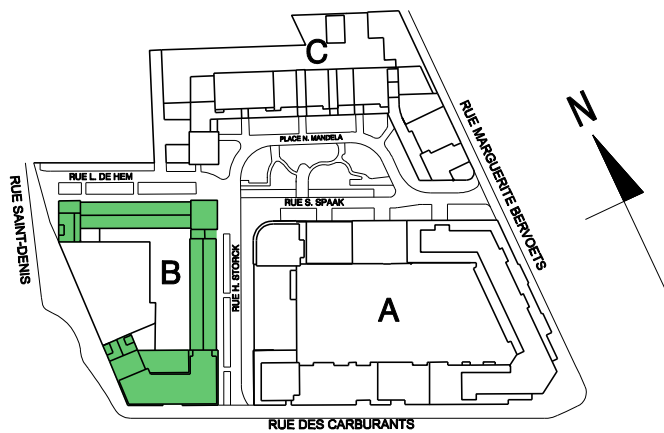 C
N
RUE MARGUERITE BERVOETS
PLACE N. MANDELA
RUE L. DE HEM
RUE SAINT-DENIS
RUE S. SPAAK
B
RUE H. STORCK
A
RUE DES CARBURANTS